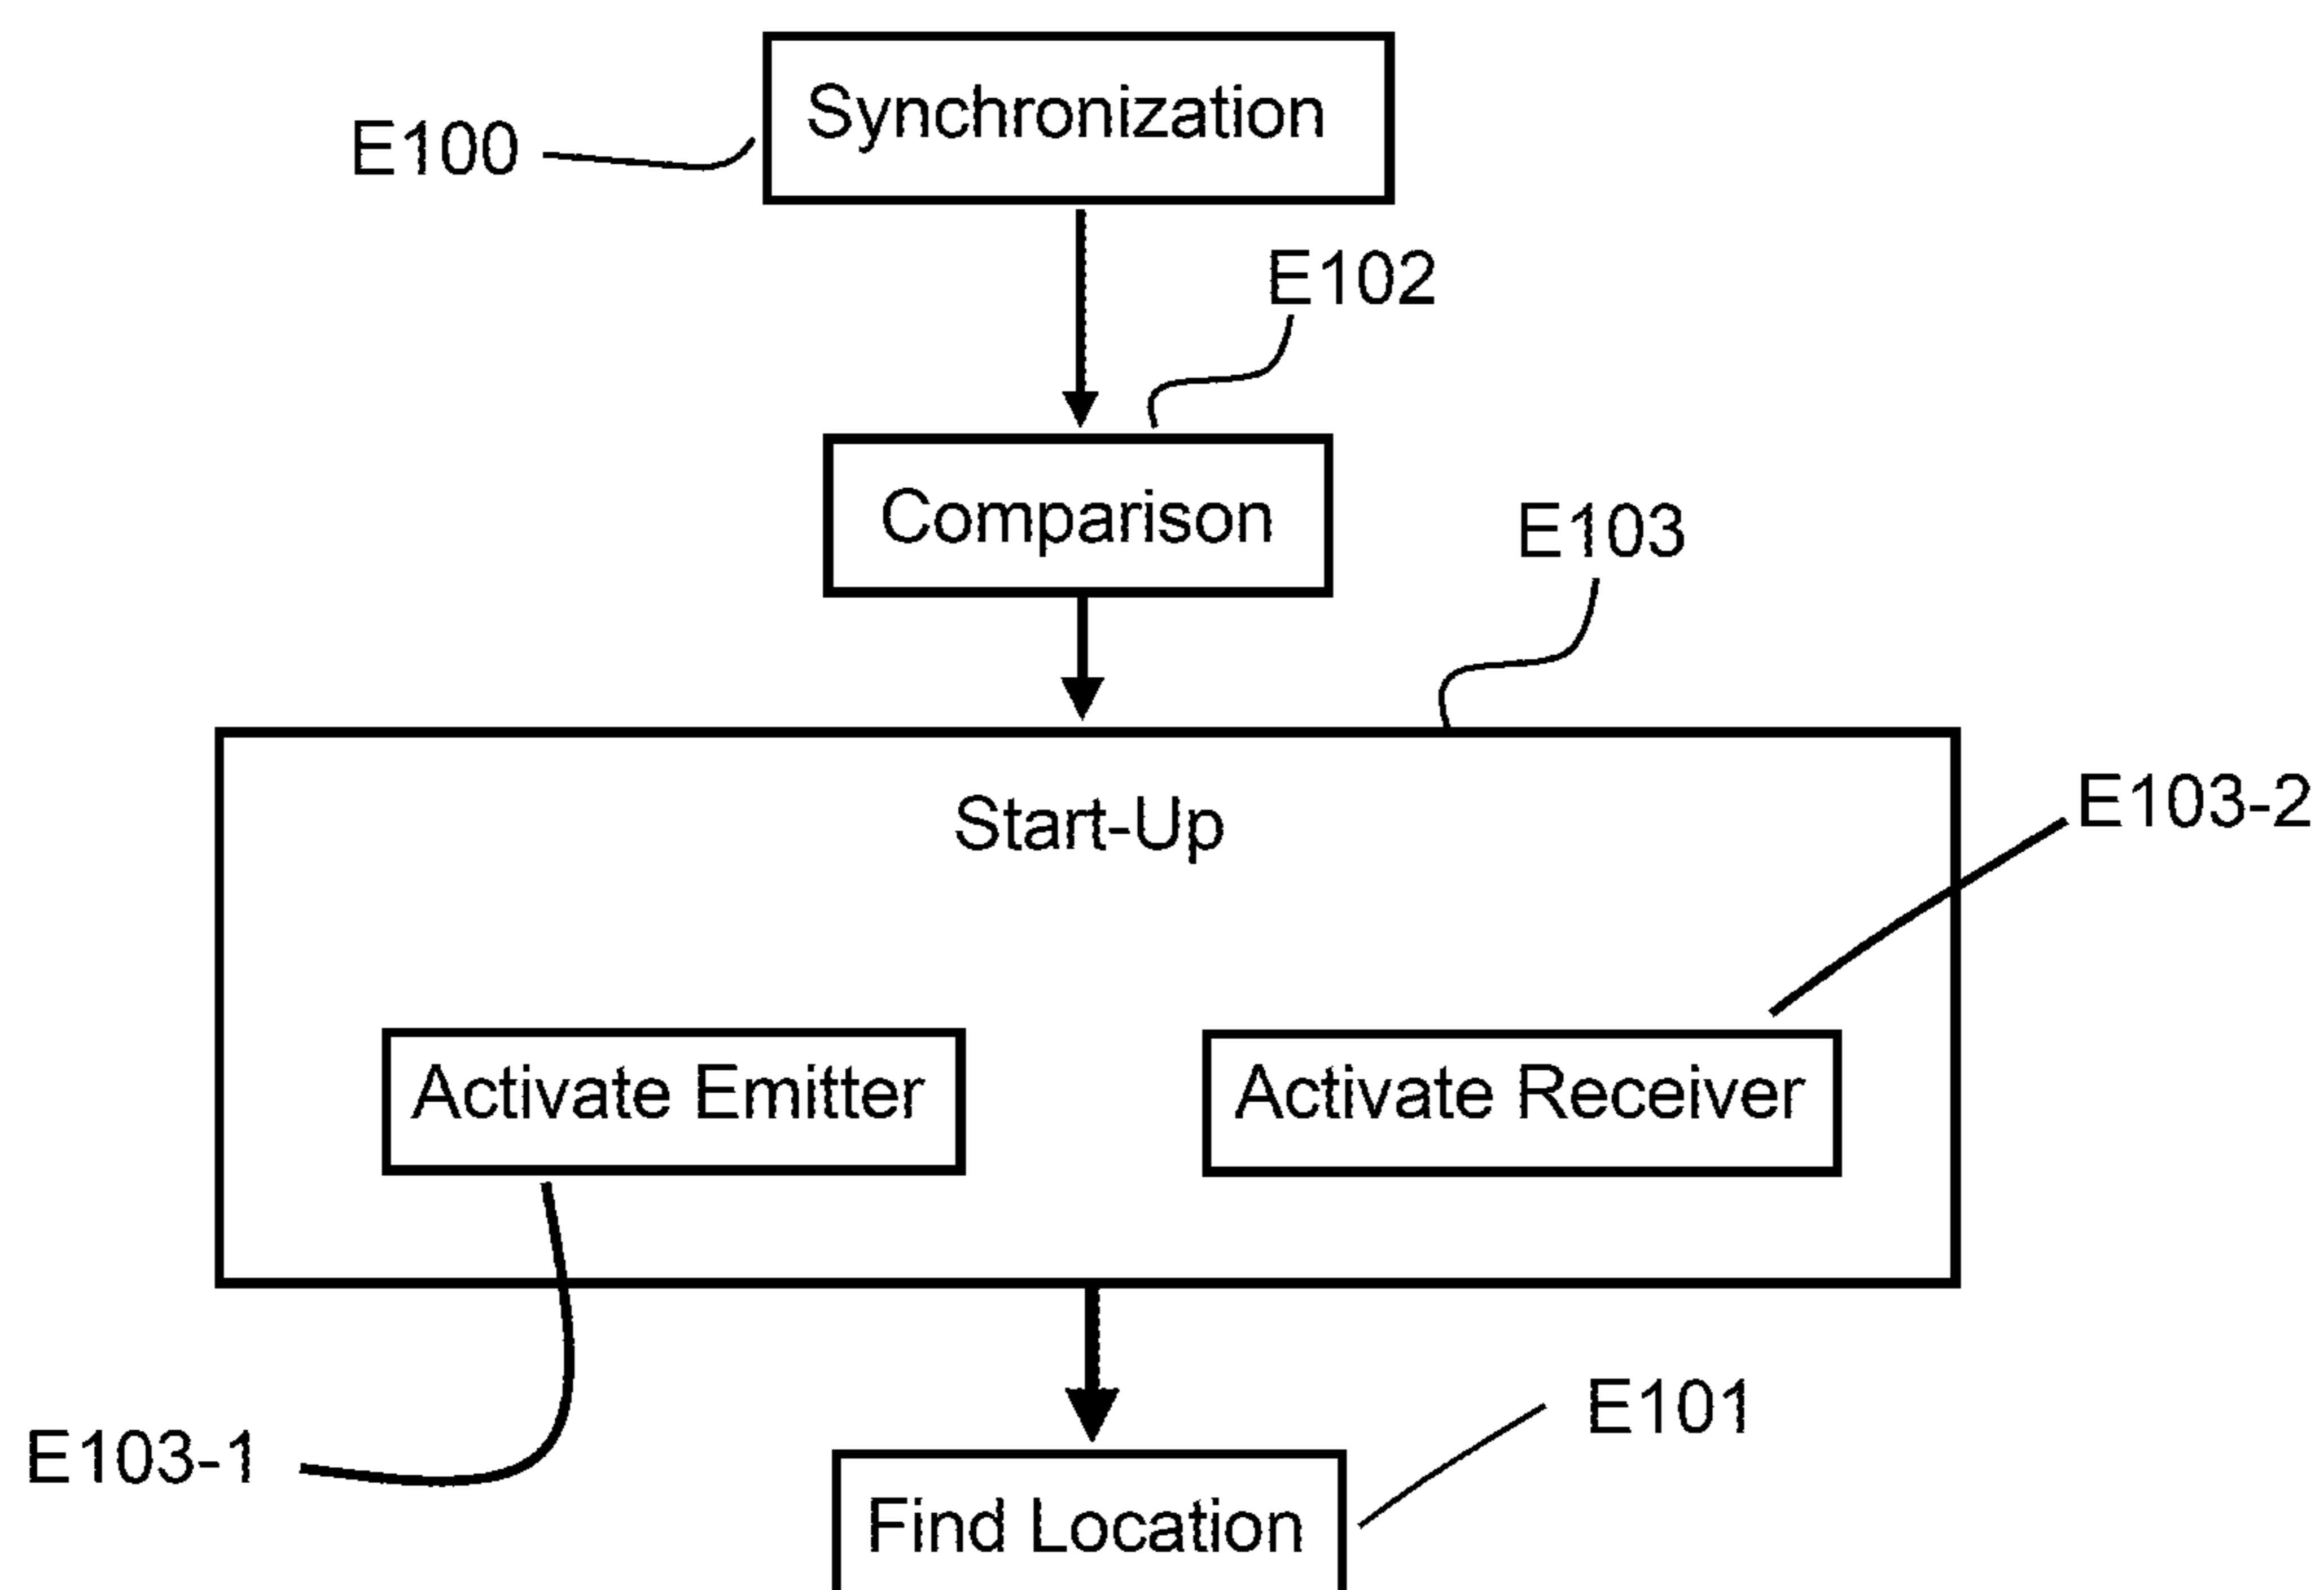 Synchronization
E100
E102
Comparison
E103
Start-Up
E103-2
Activate Emitter
Activate Receiver
E101
E103-1
Find Location